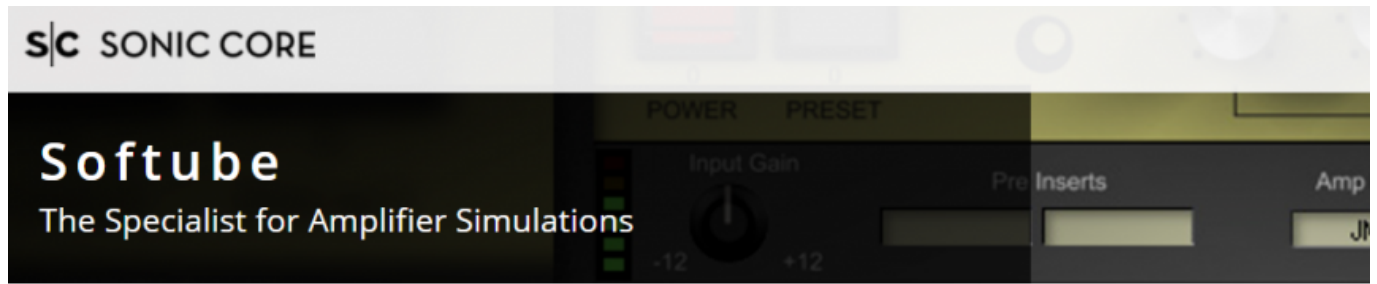 S|C SONIC CORE
POWER PRESET
Softube
The Specialist for Amplifier Simulations
Input Gain
-12 +12
Pre Inserts
Amp